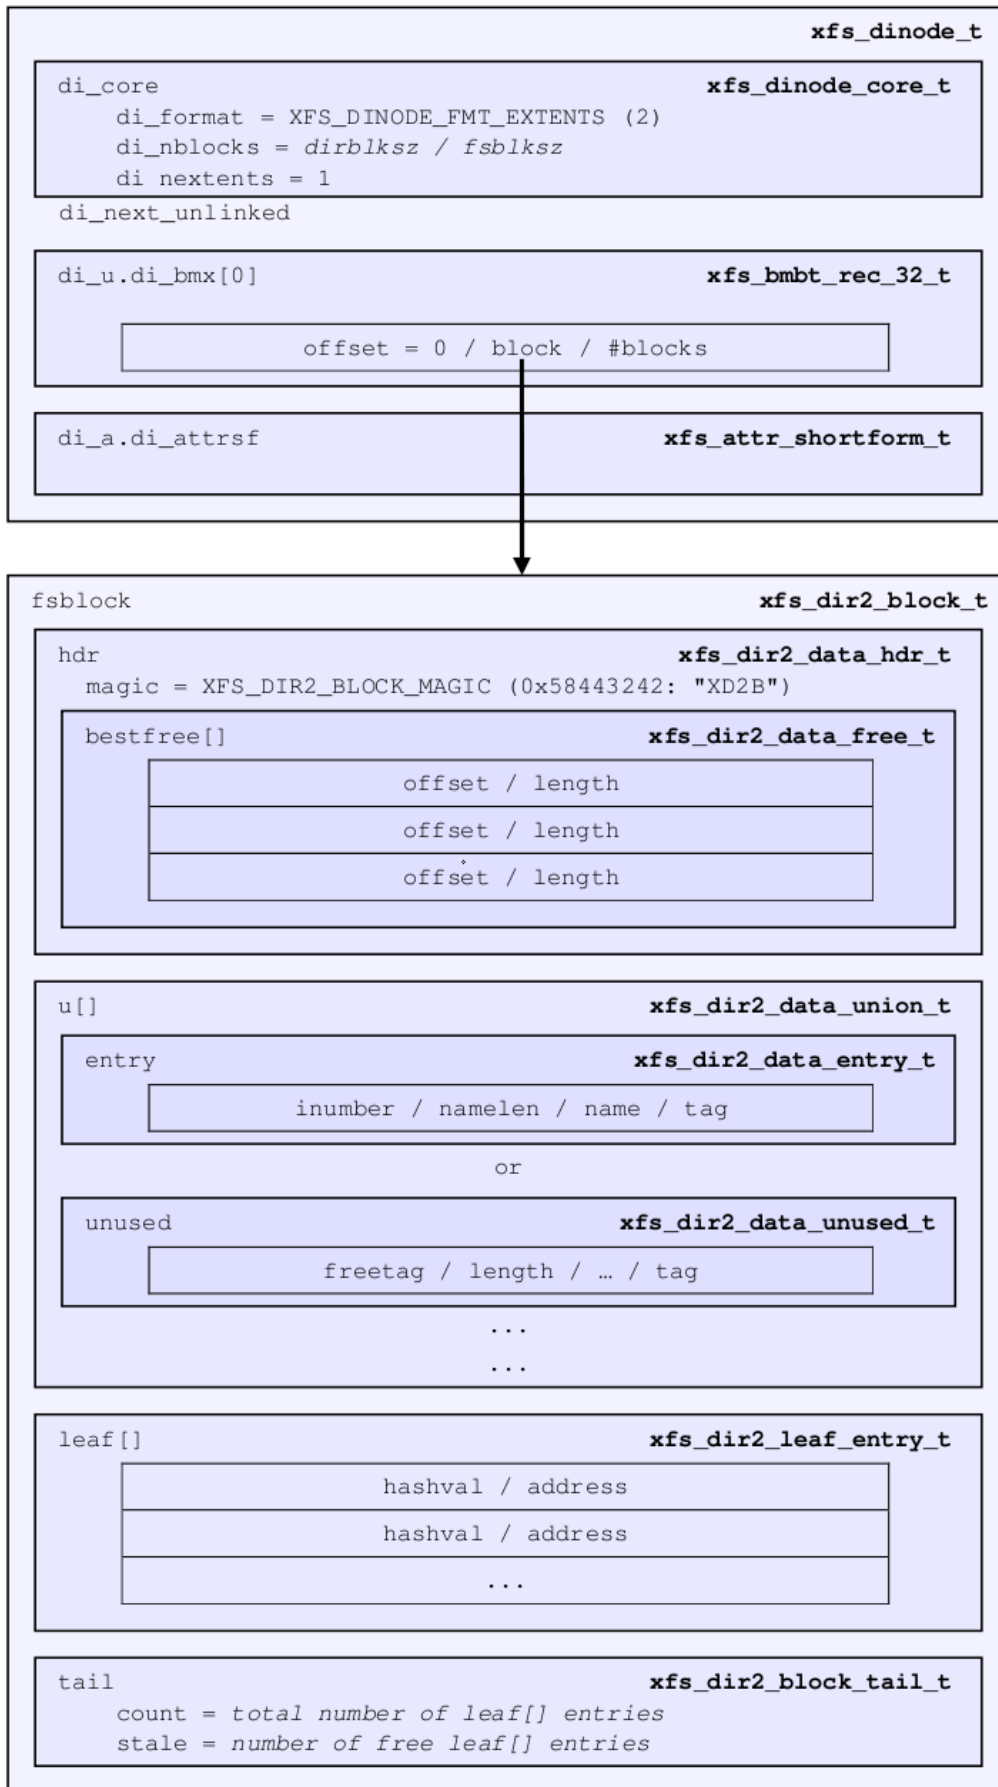 xfs_dinode_t
di_core xfs_dinode_core_t
di_format = XFS_DINODE_FMT_EXTENTS (2)
di_nblocks = dirblksz / fsblksz
di nextents = 1
di_next_unlinked
di_u.di_bmx[0] xfs_bmbt_rec_32_t
offset = 0 / block / #blocks
di_a.di_attrsf xfs_attr_shortform_t
fsblock xfs_dir2_block_t
hdr xfs_dir2_data_hdr_t
magic = XFS_DIR2_BLOCK_MAGIC (0x58443242: "XD2B")
bestfree[] xfs_dir2_data_free_t
offset / length
offset / length
offset / length
u[] xfs_dir2_data_union_t
entry xfs_dir2_data_entry_t
inumber / namelen / name / tag
or
unused xfs_dir2_data_unused_t
freetag / length / … / tag
...
...
leaf[] xfs_dir2_leaf_entry_t
hashval / address
hashval / address
...
tail xfs_dir2_block_tail_t
count = total number of leaf[] entries
stale = number of free leaf[] entries